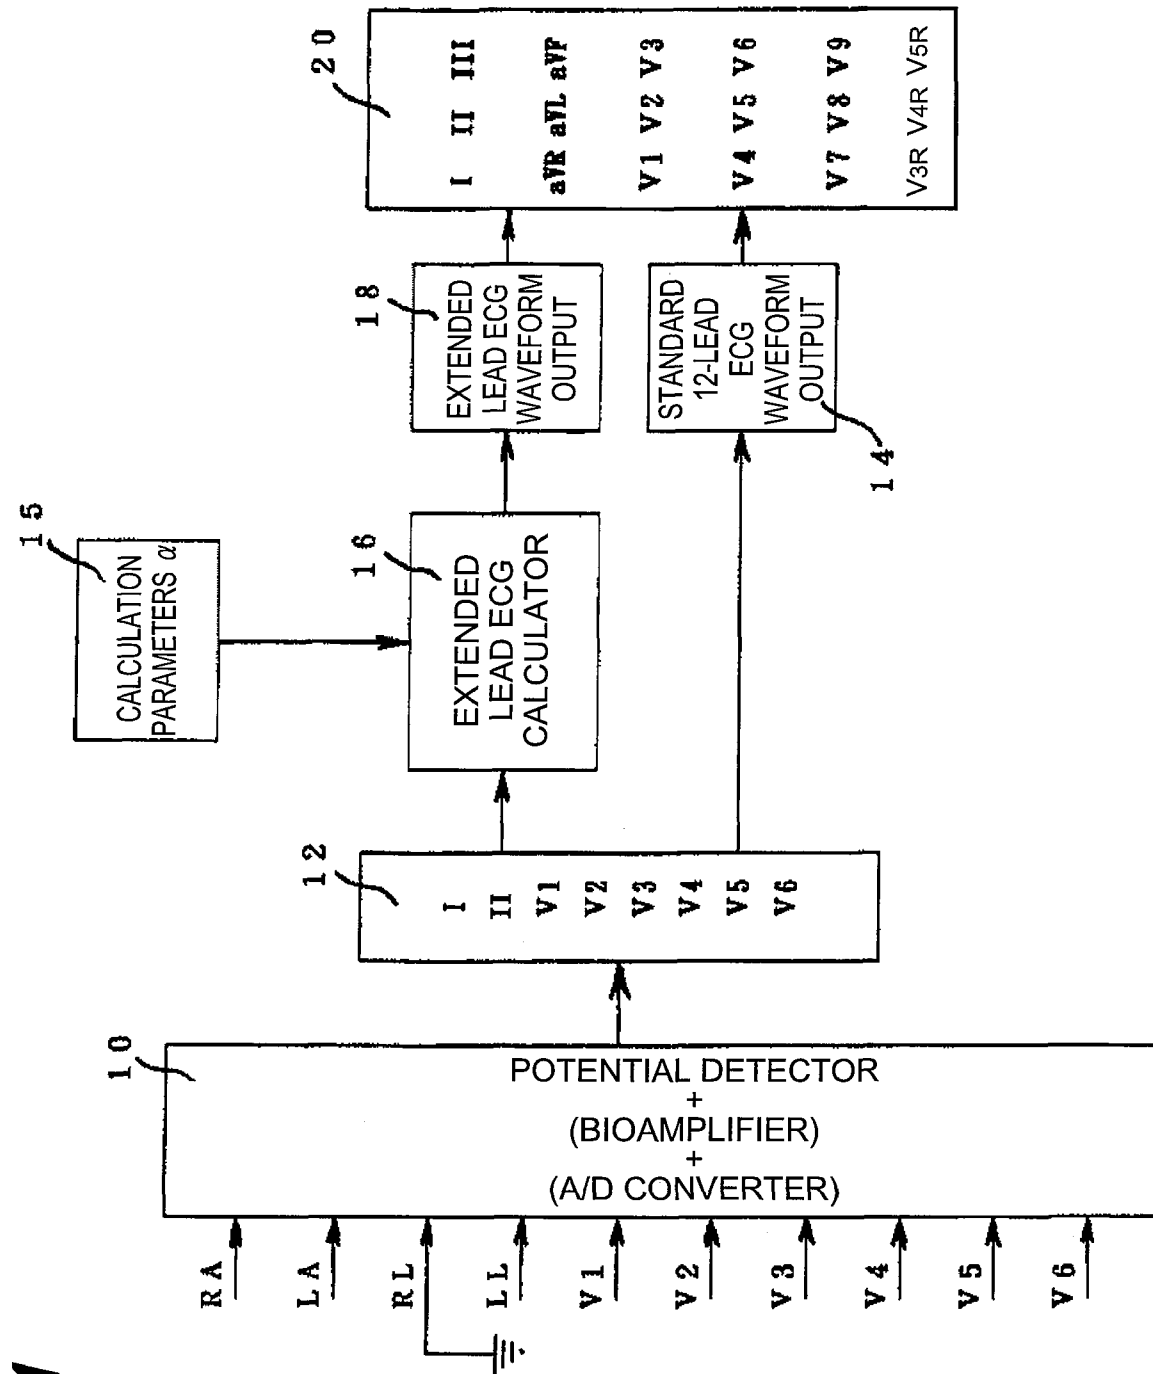 RA
LA
RL
LL
V1
V2
V3
V4
V5
V6
10
POTENTIAL DETECTOR
+
(BIOAMPLIFIER)
+
(A/D CONVERTER)
12
I
II
V1
V2
V3
V4
V5
V6
15
CALCULATION
PARAMETERS α
16
EXTENDED
LEAD ECG
CALCULATOR
18
EXTENDED
LEAD ECG
WAVEFORM
OUTPUT
STANDARD
12-LEAD
ECG
WAVEFORM
OUTPUT
14
20
I II III
aVR aVL aVF
V1 V2 V3
V4 V5 V6
V7 V8 V9
V3R V4R V5R